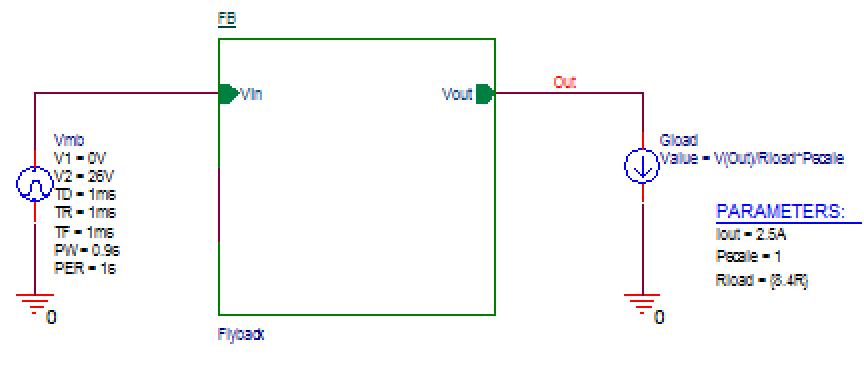 FB
Vin
Vout
Out
Vmb
V1 = 0V
V2 = 26V
TD = 1ms
TR = 1ms
TF = 1ms
PW = 0.9s
PER = 1s
0
Flyback
Gload
Value = V(Out)/Rload*Pscale
PARAMETERS:
Iout = 2.5A
Pscale = 1
Rload = {8.4R}
0